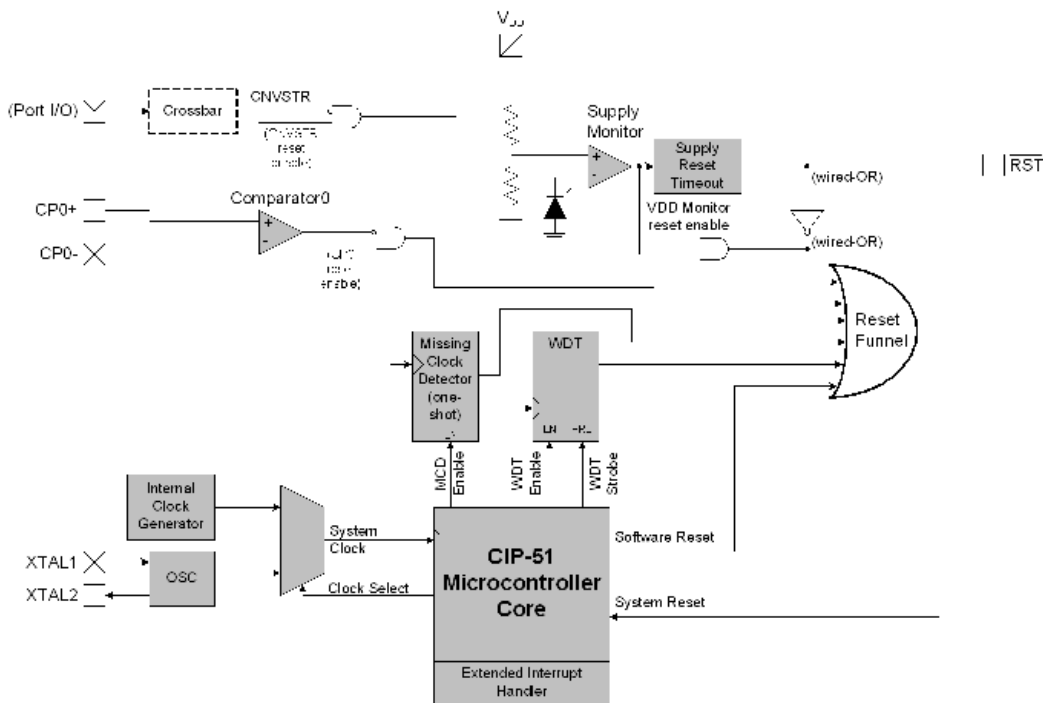 (Port I/O)
Crossbar
CNVSTR
(CNVSTR
reset
enable)
Supply
Monitor
+
-
Supply
Reset
Timeout
(wired-OR)
RST
CP0+
CP0-
Comparator0
+
-
enable)
VDD Monitor
reset enable
(wired-OR)
Reset
Funnel
Missing
Clock
Detector
(one-
shot)
WDT
MCD
Enable
WDT
Enable
WDT
Strobe
Internal
Clock
Generator
System
Clock
Clock Select
XTAL1
XTAL2
OSC
CIP-51
Microcontroller
Core
Software Reset
System Reset
Extended Interrupt
Handler